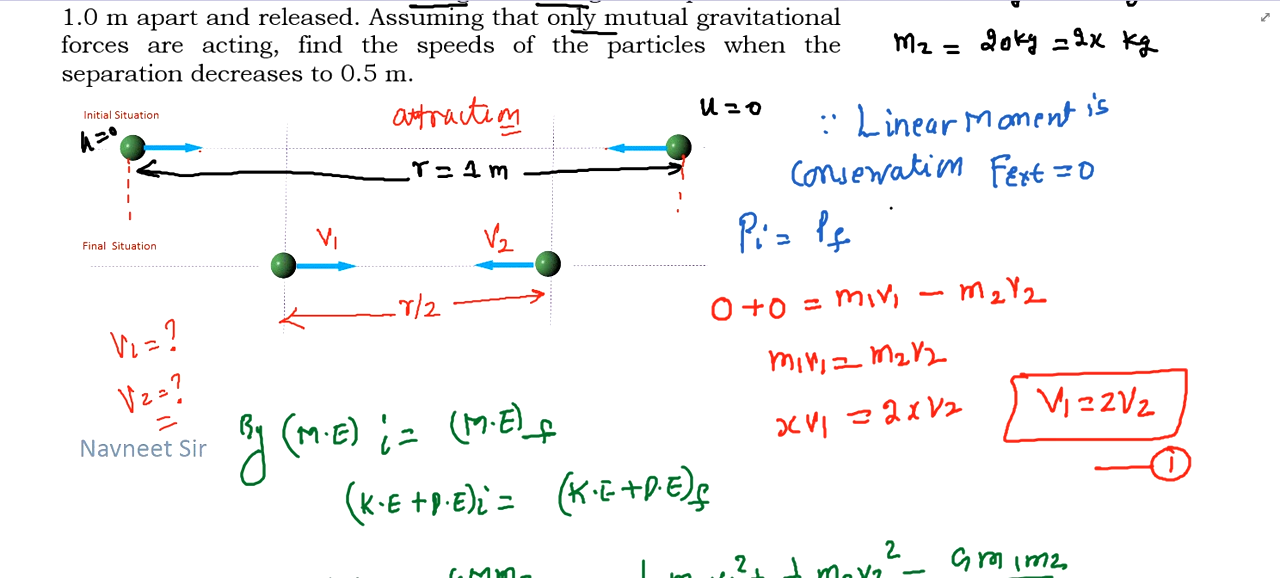 1.0 m apart and released. Assuming that only mutual gravitational
forces are acting, find the speeds of the particles when the
separation decreases to 0.5 m.
m2 = 20kg = 2x kg
Initial Situation
u=0
attraction
u=0
r = 1 m
∵ Linear Moment is
Conservation Fext = 0
Pi = Pf
Final Situation
V1
V2
r/2
0+0 = m1v1 - m2v2
m1v1 = m2v2
xv1 = 2xv2
V1=2V2
1
V1=?
V2=?
Navneet Sir
By (M.E) i = (M.E)f
(K.E+P.E)i = (K.E+P.E)f